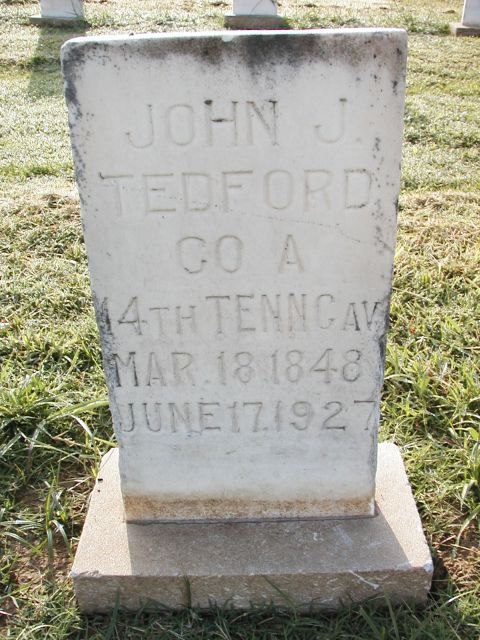 JOHN J.
TEDFORD
CO A
14TH TENN CAV.
MAR. 18 1848
JUNE 17, 1927